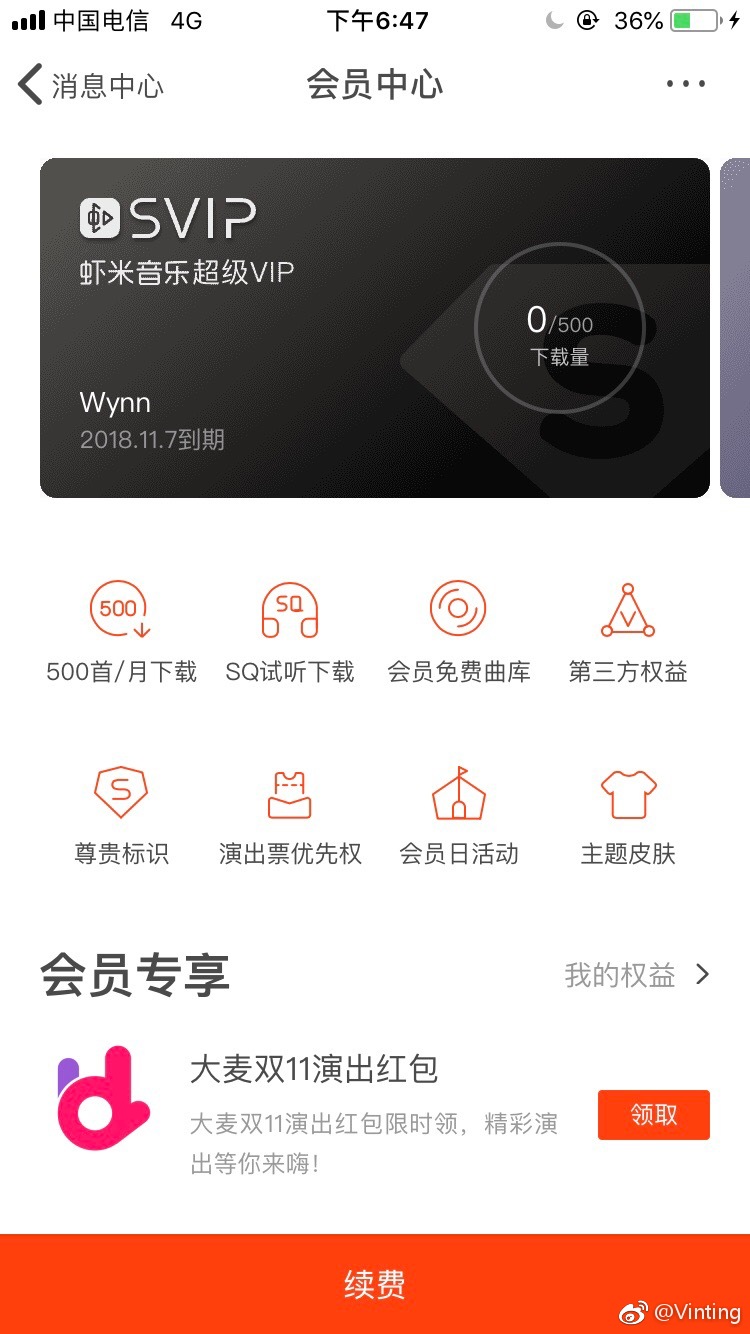 中国电信 4G 下午6:47 36%
消息中心 会员中心
SVIP
虾米音乐超级VIP
0/500
下载量
Wynn
2018.11.7到期
500 SQ
500首/月下载 SQ试听下载 会员免费曲库 第三方权益
S
尊贵标识 演出票优先权 会员日活动 主题皮肤
会员专享 我的权益
大麦双11演出红包
大麦双11演出红包限时领，精彩演
出等你来嗨！
领取
续费
@Vinting